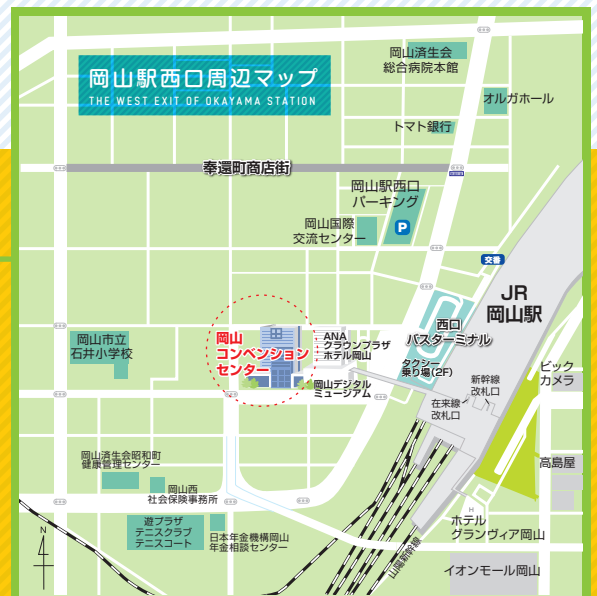 岡山駅西口周辺マップ
THE WEST EXIT OF OKAYAMA STATION
岡山済生会
総合病院本館
オルガホール
トマト銀行
奉還町商店街
岡山駅西口
パーキング
P
岡山国際
交流センター
交番
JR
岡山駅
西口
バスターミナル
タクシー
乗り場(2F)
新幹線
改札口
在来線
改札口
ビック
カメラ
岡山市立
石井小学校
岡山
コンベンション
センター
ANA
クラウンプラザ
ホテル岡山
岡山デジタル
ミュージアム
高島屋
岡山済生会昭和町
健康管理センター
岡山西
社会保険事務所
遊プラザ
テニスクラブ
テニスコート
日本年金機構岡山
年金相談センター
H
ホテル
グランヴィア岡山
山陽新幹線
イオンモール岡山
N